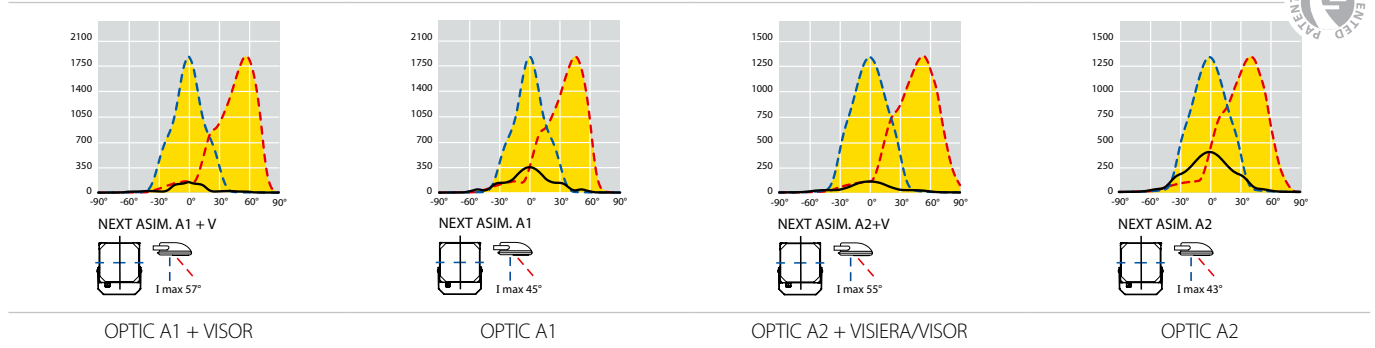 PATENTED
2100
1750
1400
1050
700
350
0
-90° -60° -30° 0° 30° 60° 90°
NEXT ASIM. A1 + V
I max 57°
OPTIC A1 + VISOR
2100
1750
1400
1050
700
350
0
-90° -60° -30° 0° 30° 60° 90°
NEXT ASIM. A1
I max 45°
OPTIC A1
1500
1250
1000
750
500
250
0
-90° -60° -30° 0° 30° 60° 90°
NEXT ASIM. A2+V
I max 55°
OPTIC A2 + VISIERA/VISOR
1500
1250
1000
750
500
250
0
-90° -60° -30° 0° 30° 60° 90°
NEXT ASIM. A2
I max 43°
OPTIC A2